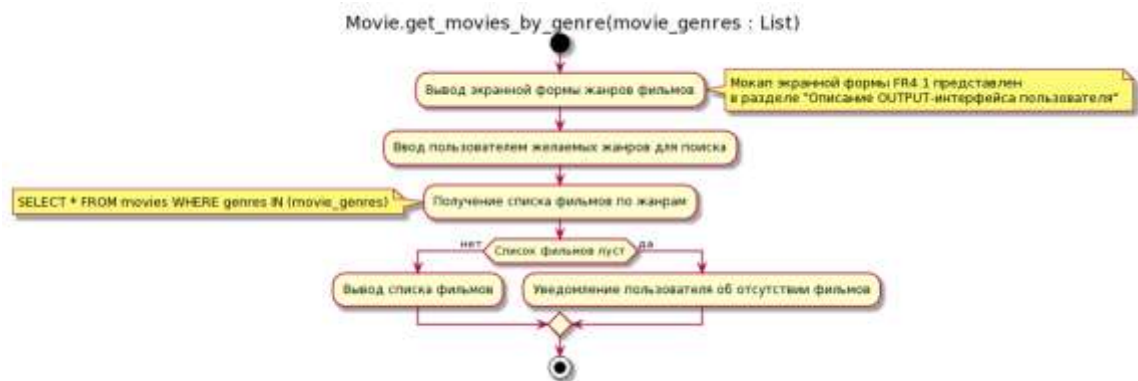 Movie.get_movies_by_genre(movie_genres : List)
Вывод экранной формы жанров фильмов
Мокап экранной формы FR4.1 представлен
в разделе "Описание OUTPUT-интерфейса пользователя"
Ввод пользователем желаемых жанров для поиска
SELECT * FROM movies WHERE genres IN (movie_genres)
Получение списка фильмов по жанрам
нет
Список фильмов пуст
да
Вывод списка фильмов
Уведомление пользователя об отсутствии фильмов